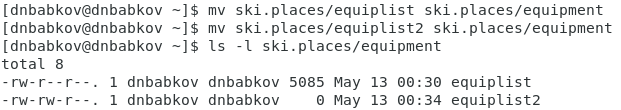 [dnbabkov@dnbabkov ~]$ mv ski.places/equiplist ski.places/equipment
[dnbabkov@dnbabkov ~]$ mv ski.places/equiplist2 ski.places/equipment
[dnbabkov@dnbabkov ~]$ ls -l ski.places/equipment
total 8
-rw-r--r--. 1 dnbabkov dnbabkov 5085 May 13 00:30 equiplist
-rw-rw-r--. 1 dnbabkov dnbabkov    0 May 13 00:34 equiplist2